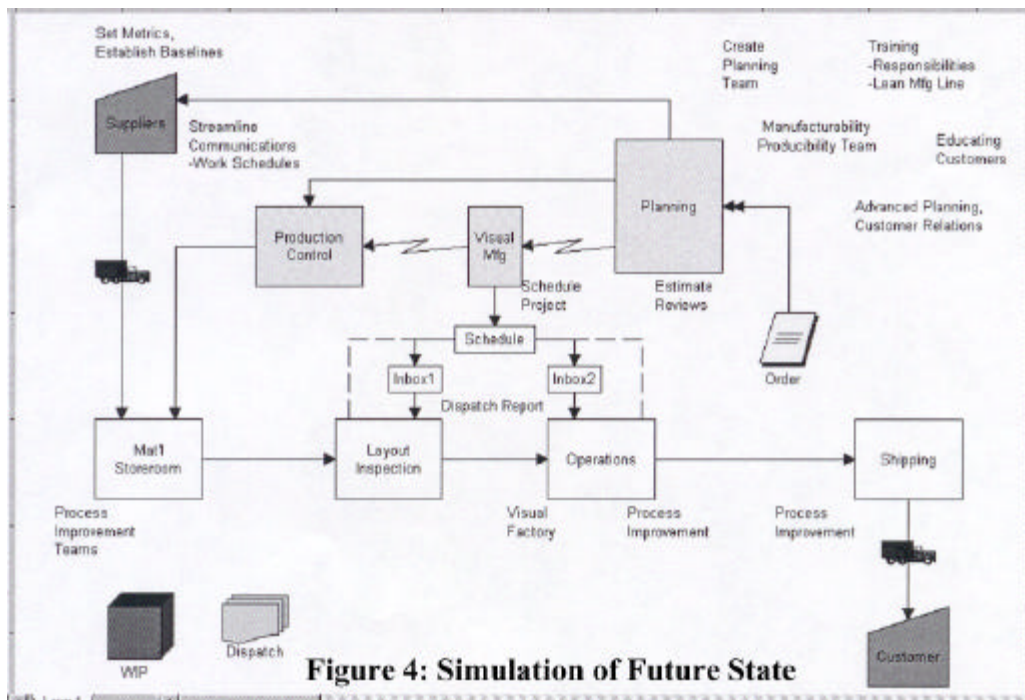 Set Metrics,
Establish Baselines
Create
Planning
Team
Training
-Responsibilities
-Lean Mfg Line
Suppliers
Streamline
Communications
-Work Schedules
Manufacturability
Producibility Team
Educating
Customers
Planning
Advanced Planning,
Customer Relations
Production
Control
Visual
Mfg
Schedule
Project
Estimate
Reviews
Schedule
Inbox1
Inbox2
Order
Dispatch Report
Mat1
Storeroom
Layout
Inspection
Operations
Shipping
Process
Improvement
Teams
Visual
Factory
Process
Improvement
Process
Improvement
WIP
Dispatch
Customer
Figure 4: Simulation of Future State